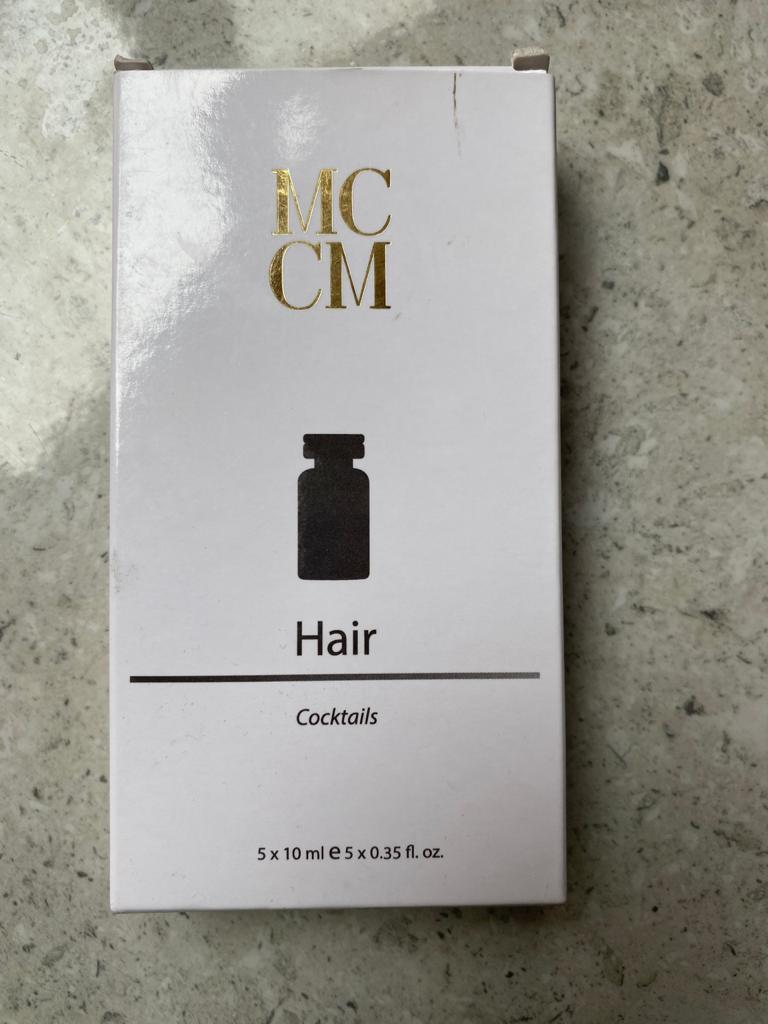 MC
CM
Hair
Cocktails
5 x 10 ml ℮ 5 x 0.35 fl. oz.